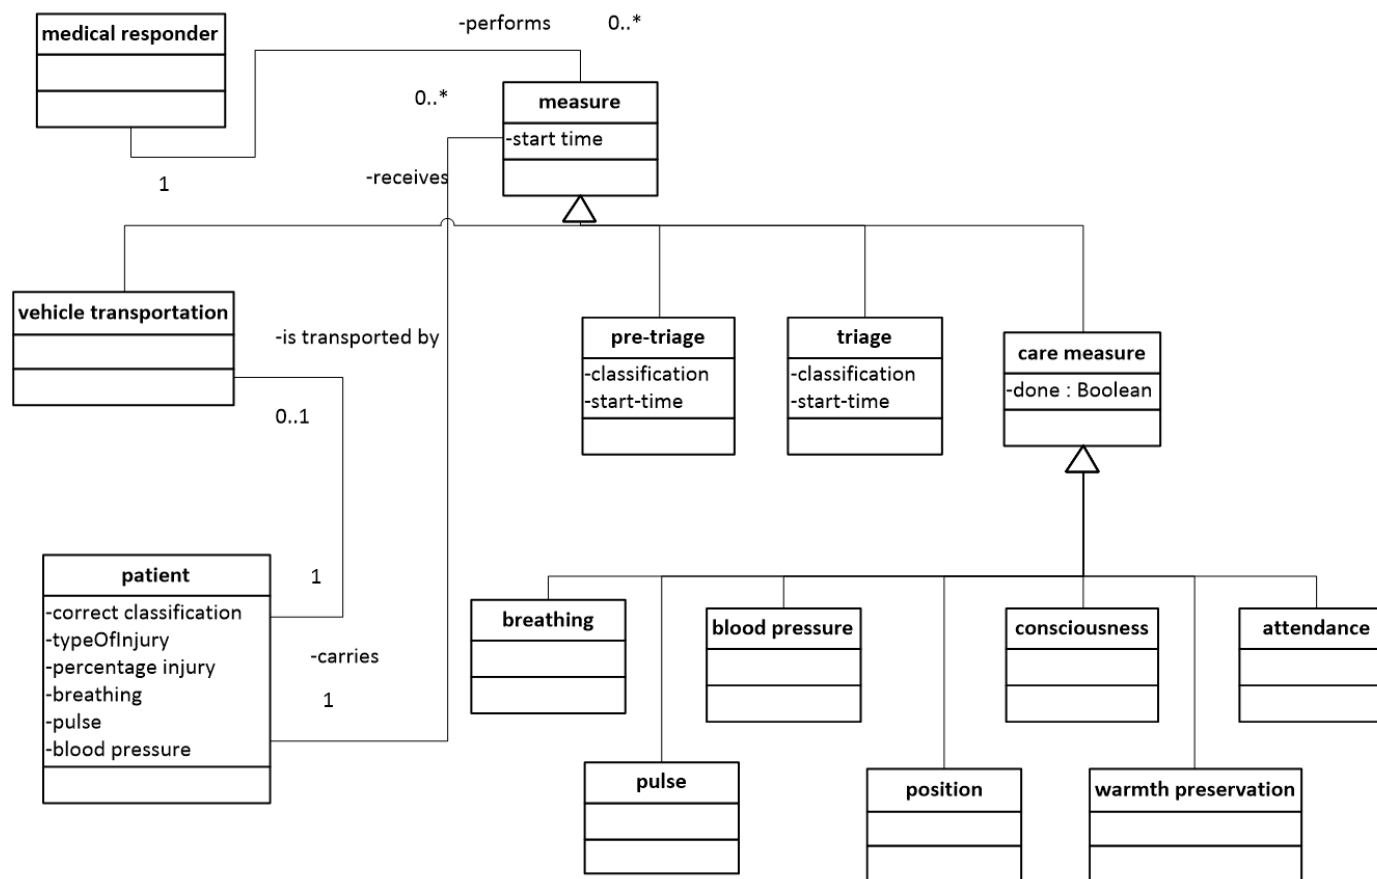 medical responder
-performs
0..*
measure
-start time
0..*
-receives
1
vehicle transportation
-is transported by
0..1
pre-triage
-classification
-start-time
triage
-classification
-start-time
care measure
-done : Boolean
patient
-correct classification
-typeOfInjury
-percentage injury
-breathing
-pulse
-blood pressure
1
-carries
1
breathing
blood pressure
consciousness
attendance
pulse
position
warmth preservation